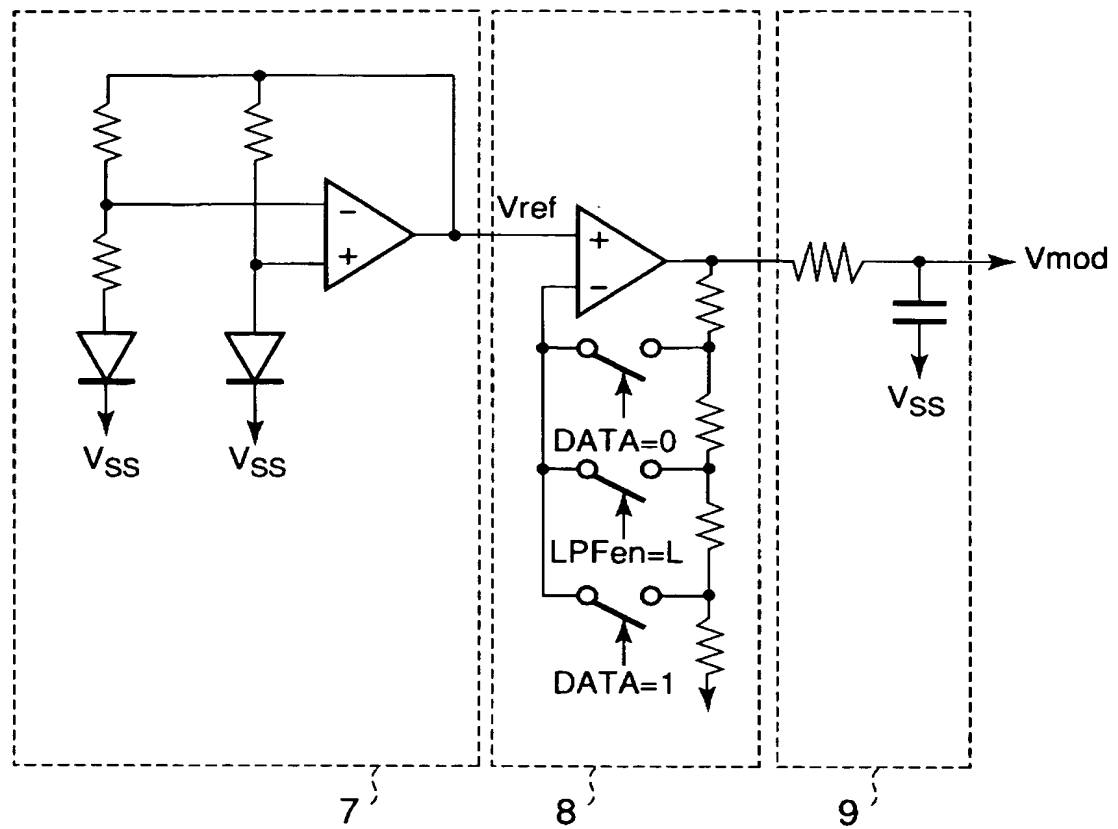 −
+
Vref
+
−
Vmod
VSS
DATA=0
VSS
VSS
LPFen=L
DATA=1
7
8
9